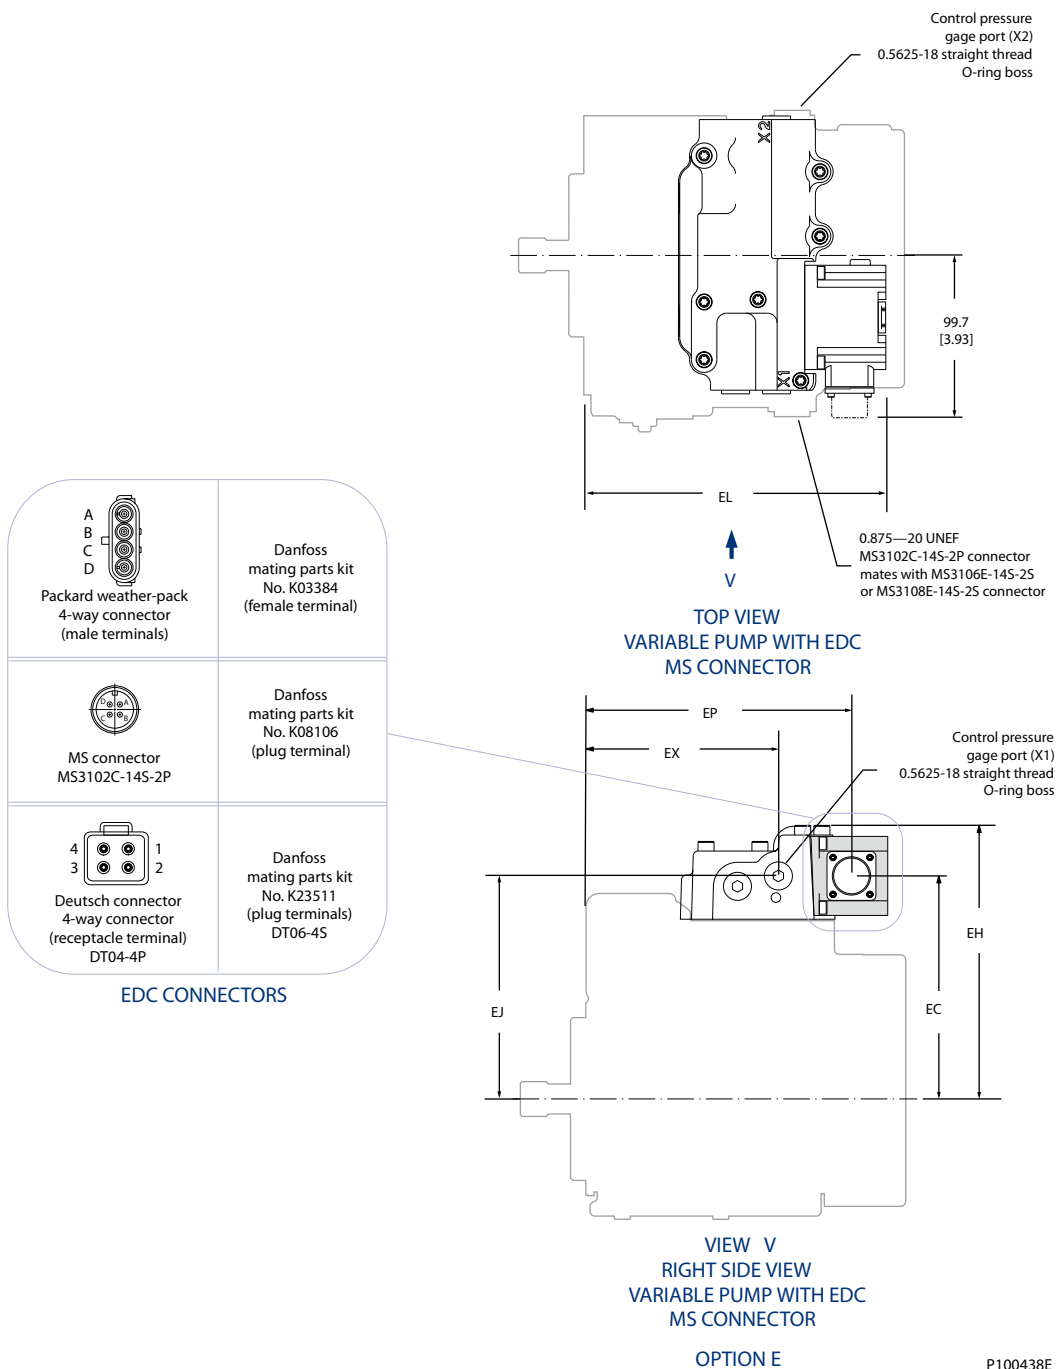 Control pressure
gage port (X2)
0.5625-18 straight thread
O-ring boss
X2
X1
99.7
[3.93]
EL
V
0.875—20 UNEF
MS3102C-14S-2P connector
mates with MS3106E-14S-2S
or MS3108E-14S-2S connector
TOP VIEW
VARIABLE PUMP WITH EDC
MS CONNECTOR
A
B
C
D
Packard weather-pack
4-way connector
(male terminals)
Danfoss
mating parts kit
No. K03384
(female terminal)
D A
C B
MS connector
MS3102C-14S-2P
Danfoss
mating parts kit
No. K08106
(plug terminal)
4 1
3 2
Deutsch connector
4-way connector
(receptacle terminal)
DT04-4P
Danfoss
mating parts kit
No. K23511
(plug terminals)
DT06-4S
EDC CONNECTORS
EP
EX
Control pressure
gage port (X1)
0.5625-18 straight thread
O-ring boss
EH
EJ
EC
VIEW V
RIGHT SIDE VIEW
VARIABLE PUMP WITH EDC
MS CONNECTOR
OPTION E
P100438E